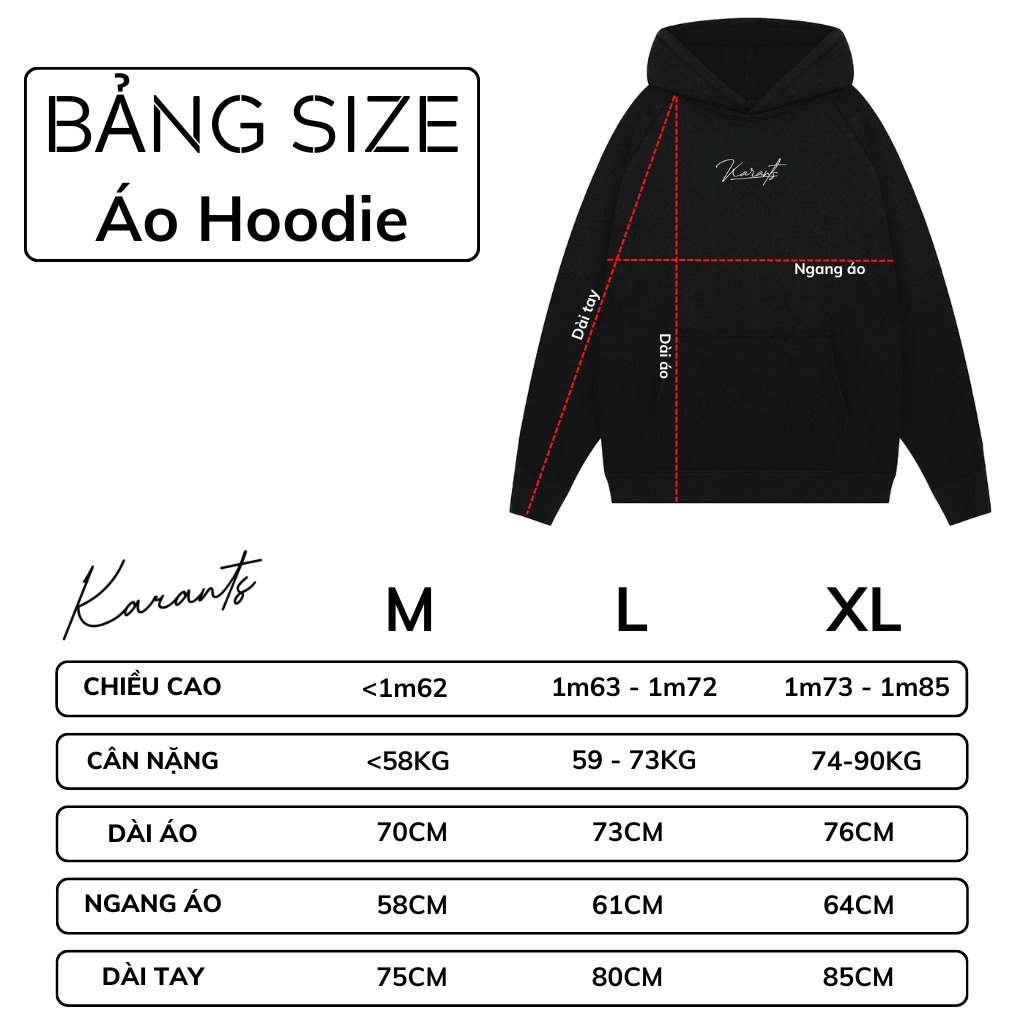 BẢNG SIZE
Áo Hoodie
Karants
Ngang áo
Dài tay
Dài áo
Karants M L XL
CHIỀU CAO <1m62 1m63 - 1m72 1m73 - 1m85
CÂN NẶNG <58KG 59 - 73KG 74-90KG
DÀI ÁO 70CM 73CM 76CM
NGANG ÁO 58CM 61CM 64CM
DÀI TAY 75CM 80CM 85CM